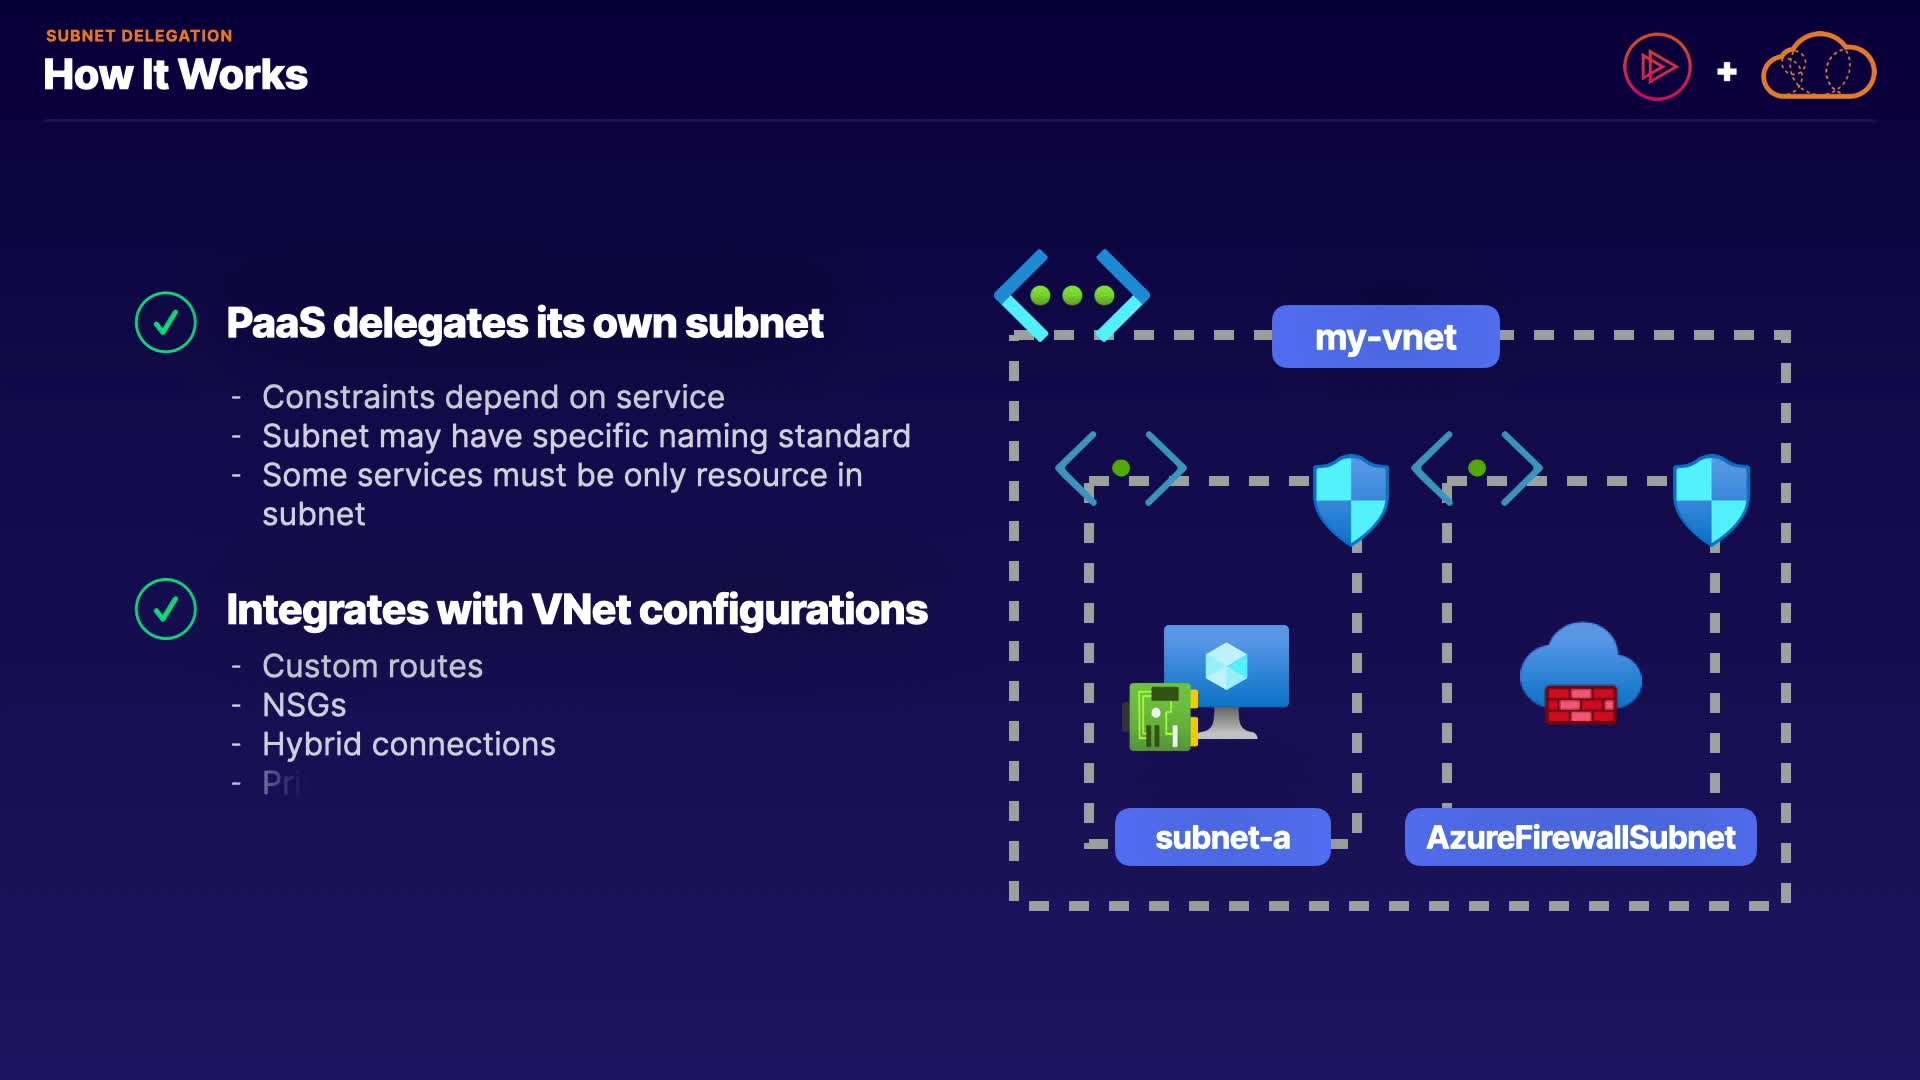 SUBNET DELEGATION
How It Works
PaaS delegates its own subnet
- Constraints depend on service
- Subnet may have specific naming standard
- Some services must be only resource in
subnet
Integrates with VNet configurations
- Custom routes
- NSGs
- Hybrid connections
- Pri
my-vnet
subnet-a
AzureFirewallSubnet